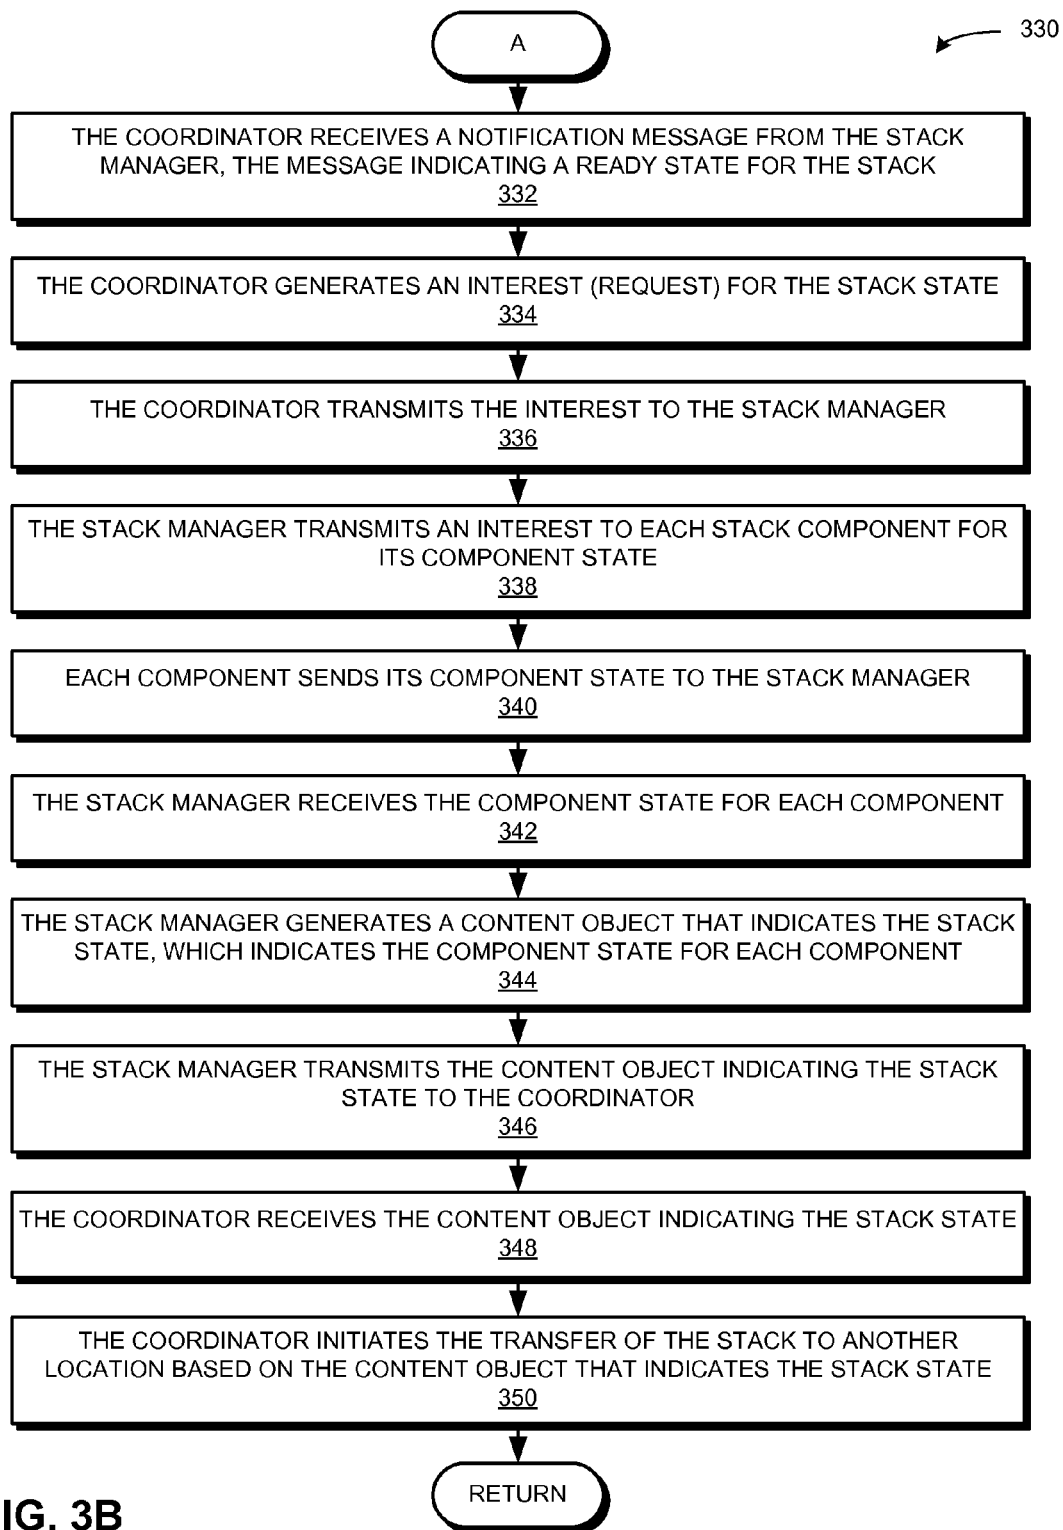 A
330
THE COORDINATOR RECEIVES A NOTIFICATION MESSAGE FROM THE STACK
MANAGER, THE MESSAGE INDICATING A READY STATE FOR THE STACK
332
THE COORDINATOR GENERATES AN INTEREST (REQUEST) FOR THE STACK STATE
334
THE COORDINATOR TRANSMITS THE INTEREST TO THE STACK MANAGER
336
THE STACK MANAGER TRANSMITS AN INTEREST TO EACH STACK COMPONENT FOR
ITS COMPONENT STATE
338
EACH COMPONENT SENDS ITS COMPONENT STATE TO THE STACK MANAGER
340
THE STACK MANAGER RECEIVES THE COMPONENT STATE FOR EACH COMPONENT
342
THE STACK MANAGER GENERATES A CONTENT OBJECT THAT INDICATES THE STACK
STATE, WHICH INDICATES THE COMPONENT STATE FOR EACH COMPONENT
344
THE STACK MANAGER TRANSMITS THE CONTENT OBJECT INDICATING THE STACK
STATE TO THE COORDINATOR
346
THE COORDINATOR RECEIVES THE CONTENT OBJECT INDICATING THE STACK STATE
348
THE COORDINATOR INITIATES THE TRANSFER OF THE STACK TO ANOTHER
LOCATION BASED ON THE CONTENT OBJECT THAT INDICATES THE STACK STATE
350
RETURN
IG. 3B